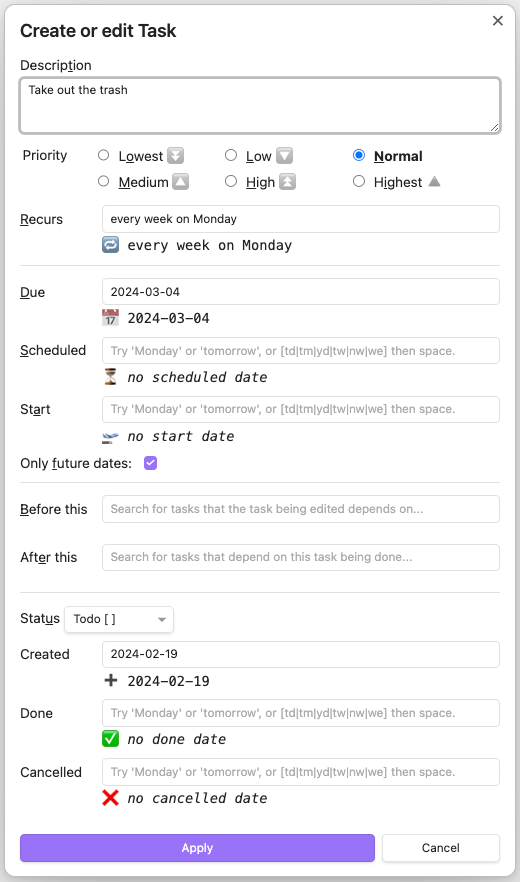 Create or edit Task
Description
Take out the trash
Priority Lowest Low Normal
Medium High Highest
Recurs every week on Monday
every week on Monday
Due 2024-03-04
17 2024-03-04
Scheduled Try 'Monday' or 'tomorrow', or [td|tm|yd|tw|nw|we] then space.
no scheduled date
Start Try 'Monday' or 'tomorrow', or [td|tm|yd|tw|nw|we] then space.
no start date
Only future dates:
Before this Search for tasks that the task being edited depends on...
After this Search for tasks that depend on this task being done...
Status Todo [ ]
Created 2024-02-19
2024-02-19
Done Try 'Monday' or 'tomorrow', or [td|tm|yd|tw|nw|we] then space.
no done date
Cancelled Try 'Monday' or 'tomorrow', or [td|tm|yd|tw|nw|we] then space.
no cancelled date
Apply Cancel